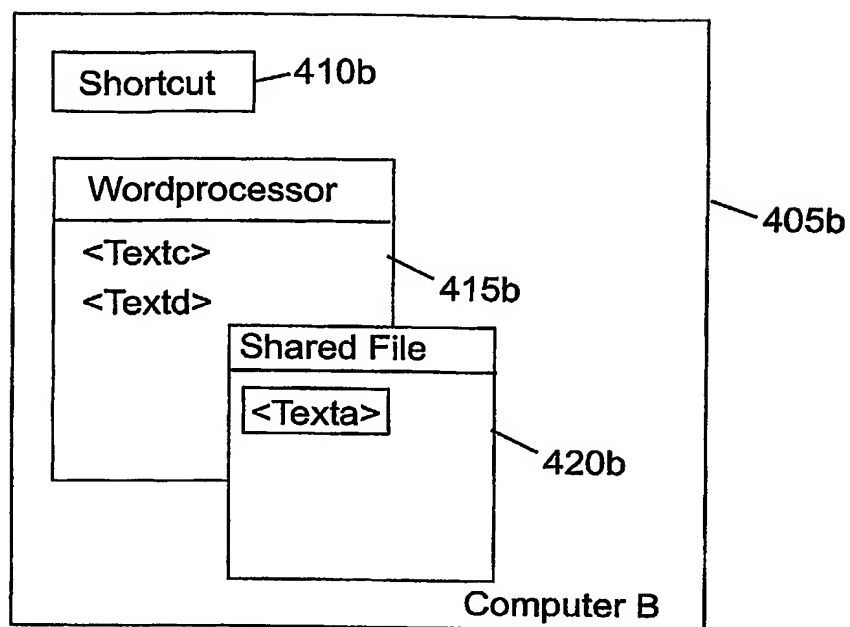 Shortcut
410b
Wordprocessor
405b
<Textc>
415b
<Textd>
Shared File
<Texta>
420b
Computer B